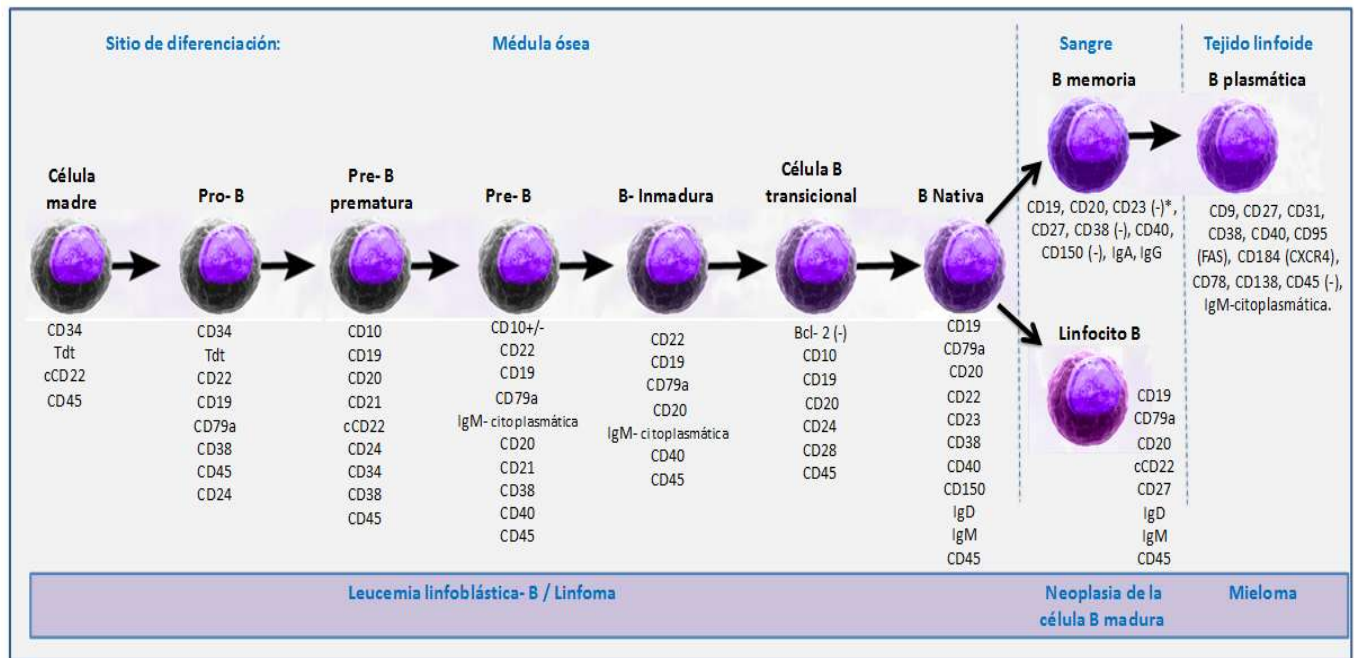 Sitio de diferenciación:
Médula ósea
Sangre
Tejido linfoide
Célula
madre
CD34
Tdt
cCD22
CD45
Pro- B
CD34
Tdt
CD22
CD19
CD79a
CD38
CD45
CD24
Pre- B
prematura
CD10
CD19
CD20
CD21
cCD22
CD24
CD34
CD38
CD45
Pre- B
CD10+/-
CD22
CD19
CD79a
IgM- citoplasmática
CD20
CD21
CD38
CD40
CD45
B- Inmadura
CD22
CD19
CD79a
CD20
IgM- citoplasmática
CD40
CD45
Célula B
transicional
Bcl- 2 (-)
CD10
CD19
CD20
CD24
CD28
CD45
B Nativa
CD19
CD79a
CD20
CD22
CD23
CD38
CD40
CD150
IgD
IgM
CD45
B memoria
CD19, CD20, CD23 (-)*,
CD27, CD38 (-), CD40,
CD150 (-), IgA, IgG
Linfocito B
CD19
CD79a
CD20
cCD22
CD27
IgD
IgM
CD45
B plasmática
CD9, CD27, CD31,
CD38, CD40, CD95
(FAS), CD184 (CXCR4),
CD78, CD138, CD45 (-),
IgM-citoplasmática.
Leucemia linfoblástica- B / Linfoma
Neoplasia de la
célula B madura
Mieloma